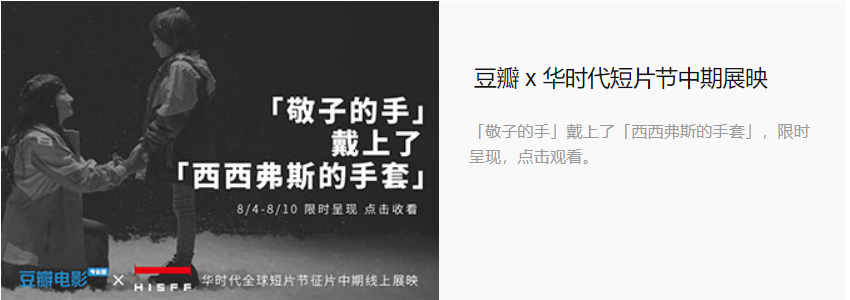 「敬子的手」
戴上了
「西西弗斯的手套」
8/4-8/10 限时呈现 点击收看
豆瓣电影 专业版 × HISFF 华时代全球短片节征片中期线上展映
豆瓣 x 华时代短片节中期展映
「敬子的手」戴上了「西西弗斯的手套」，限时
呈现，点击观看。